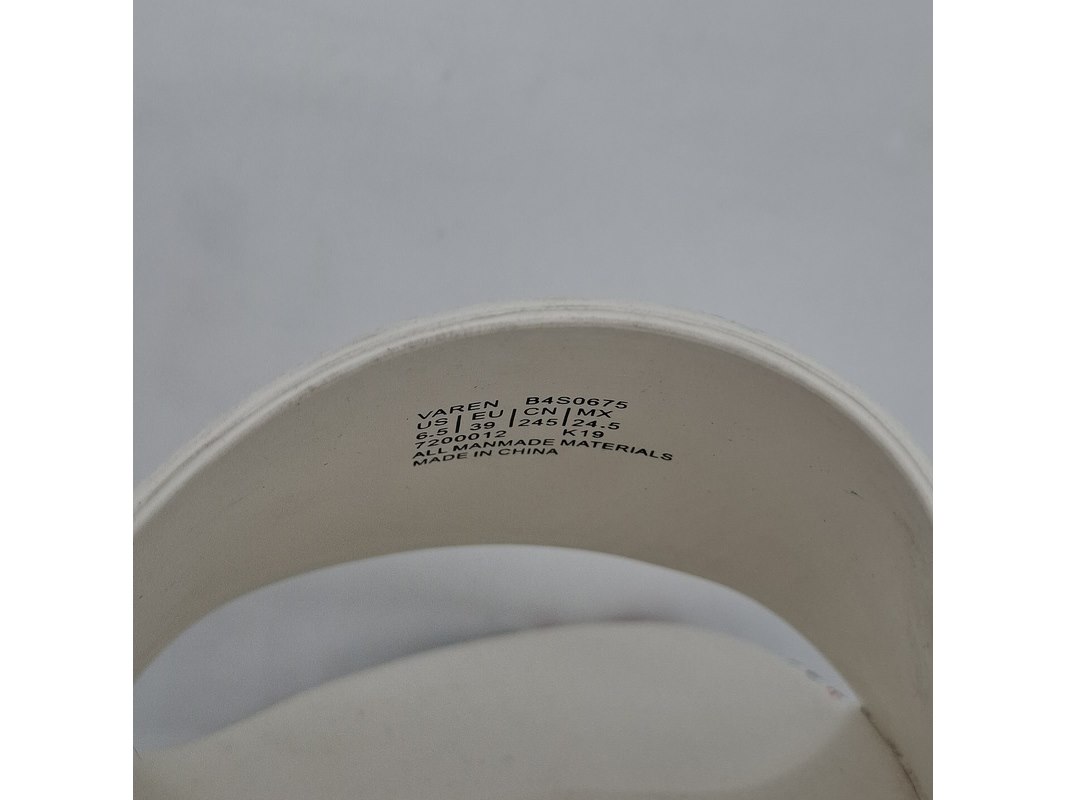 VAREN B4S0675
US | EU | CN | MX
6.5 | 39 | 245 | 24.5
7200012 K19
ALL MANMADE MATERIALS
MADE IN CHINA